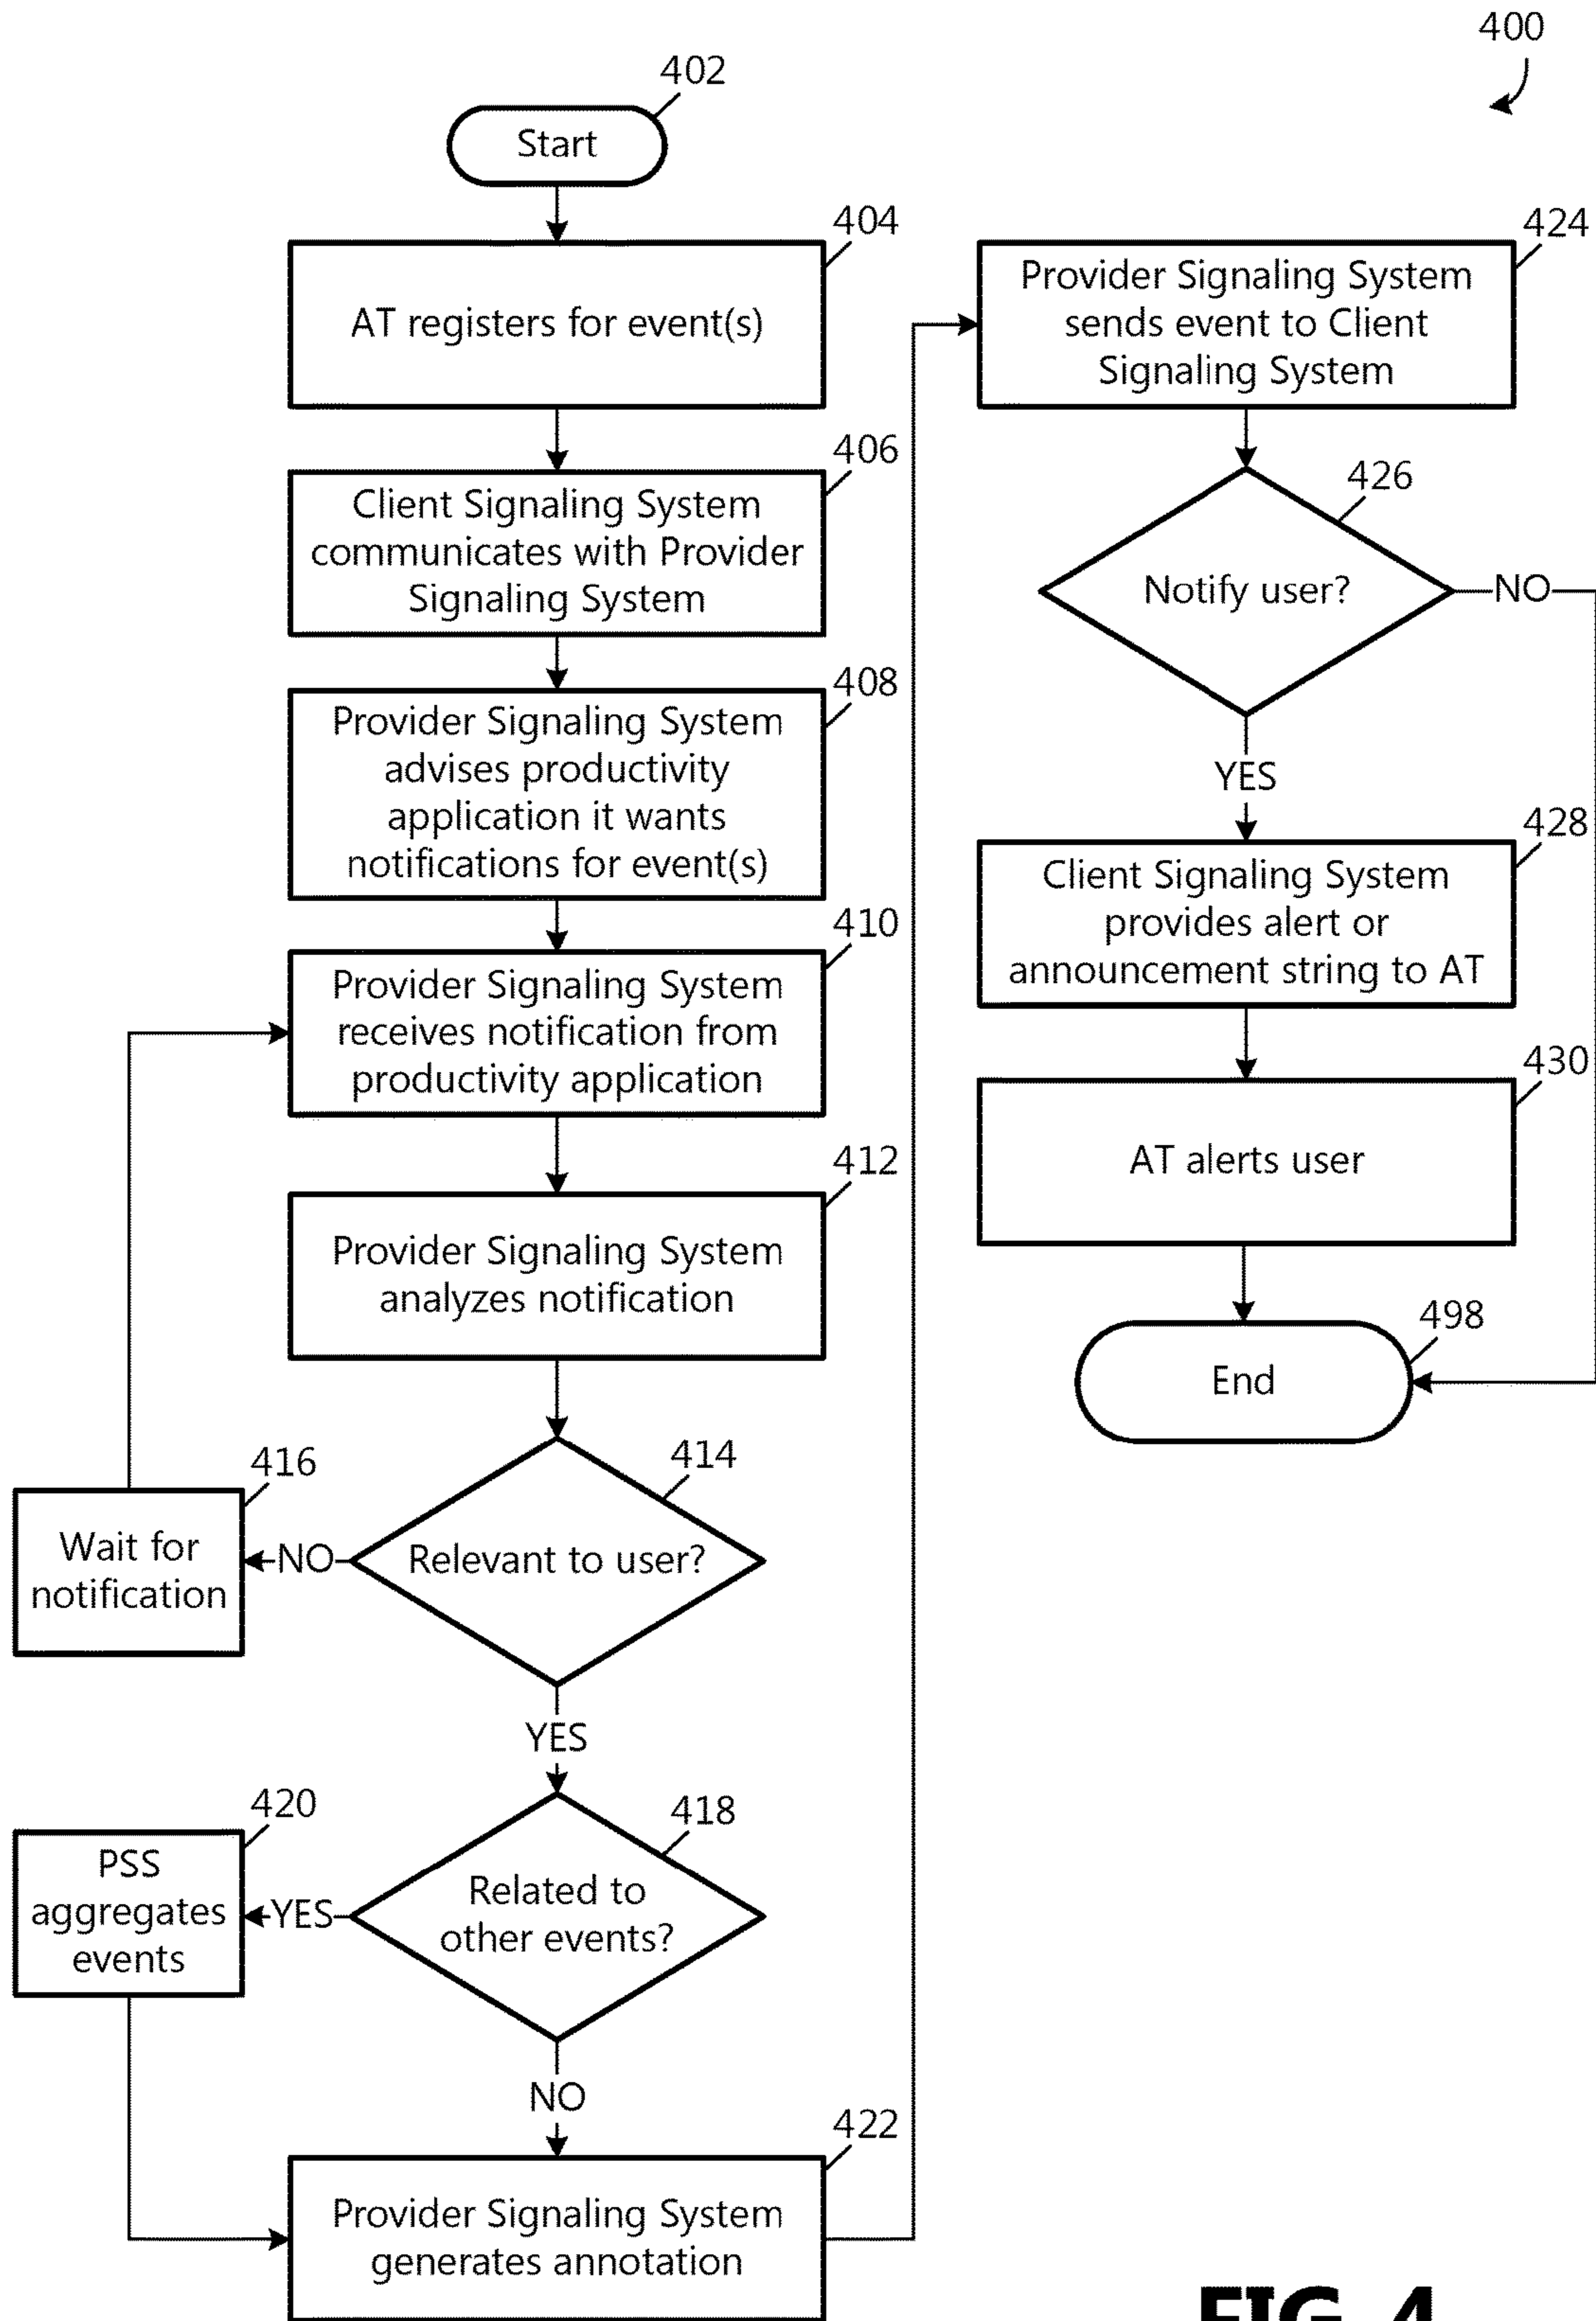 400
402
Start
404
AT registers for event(s)
406
Client Signaling System
communicates with Provider
Signaling System
408
Provider Signaling System
advises productivity
application it wants
notifications for event(s)
410
Provider Signaling System
receives notification from
productivity application
412
Provider Signaling System
analyzes notification
414
Relevant to user?
NO
416
Wait for
notification
YES
418
Related to
other events?
YES
420
PSS
aggregates
events
NO
422
Provider Signaling System
generates annotation
424
Provider Signaling System
sends event to Client
Signaling System
426
Notify user?
NO
YES
428
Client Signaling System
provides alert or
announcement string to AT
430
AT alerts user
498
End
FIG. 4